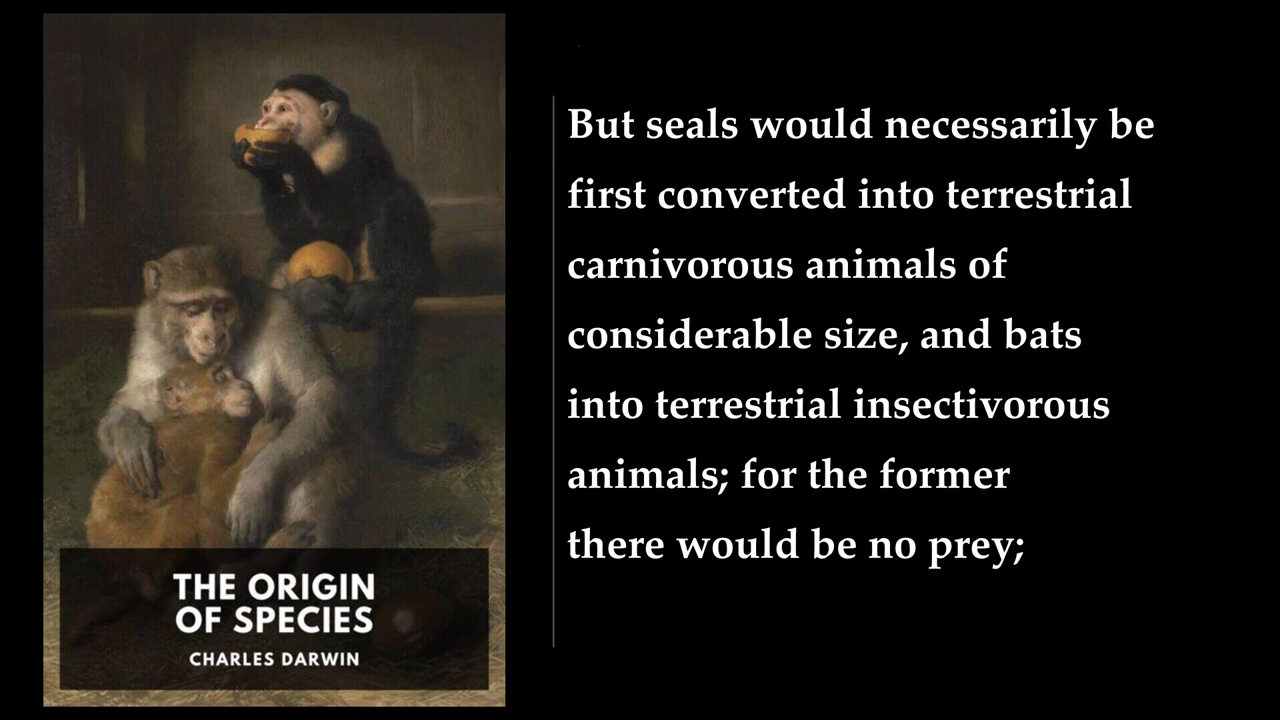 THE ORIGIN
OF SPECIES
CHARLES DARWIN
But seals would necessarily be
first converted into terrestrial
carnivorous animals of
considerable size, and bats
into terrestrial insectivorous
animals; for the former
there would be no prey;